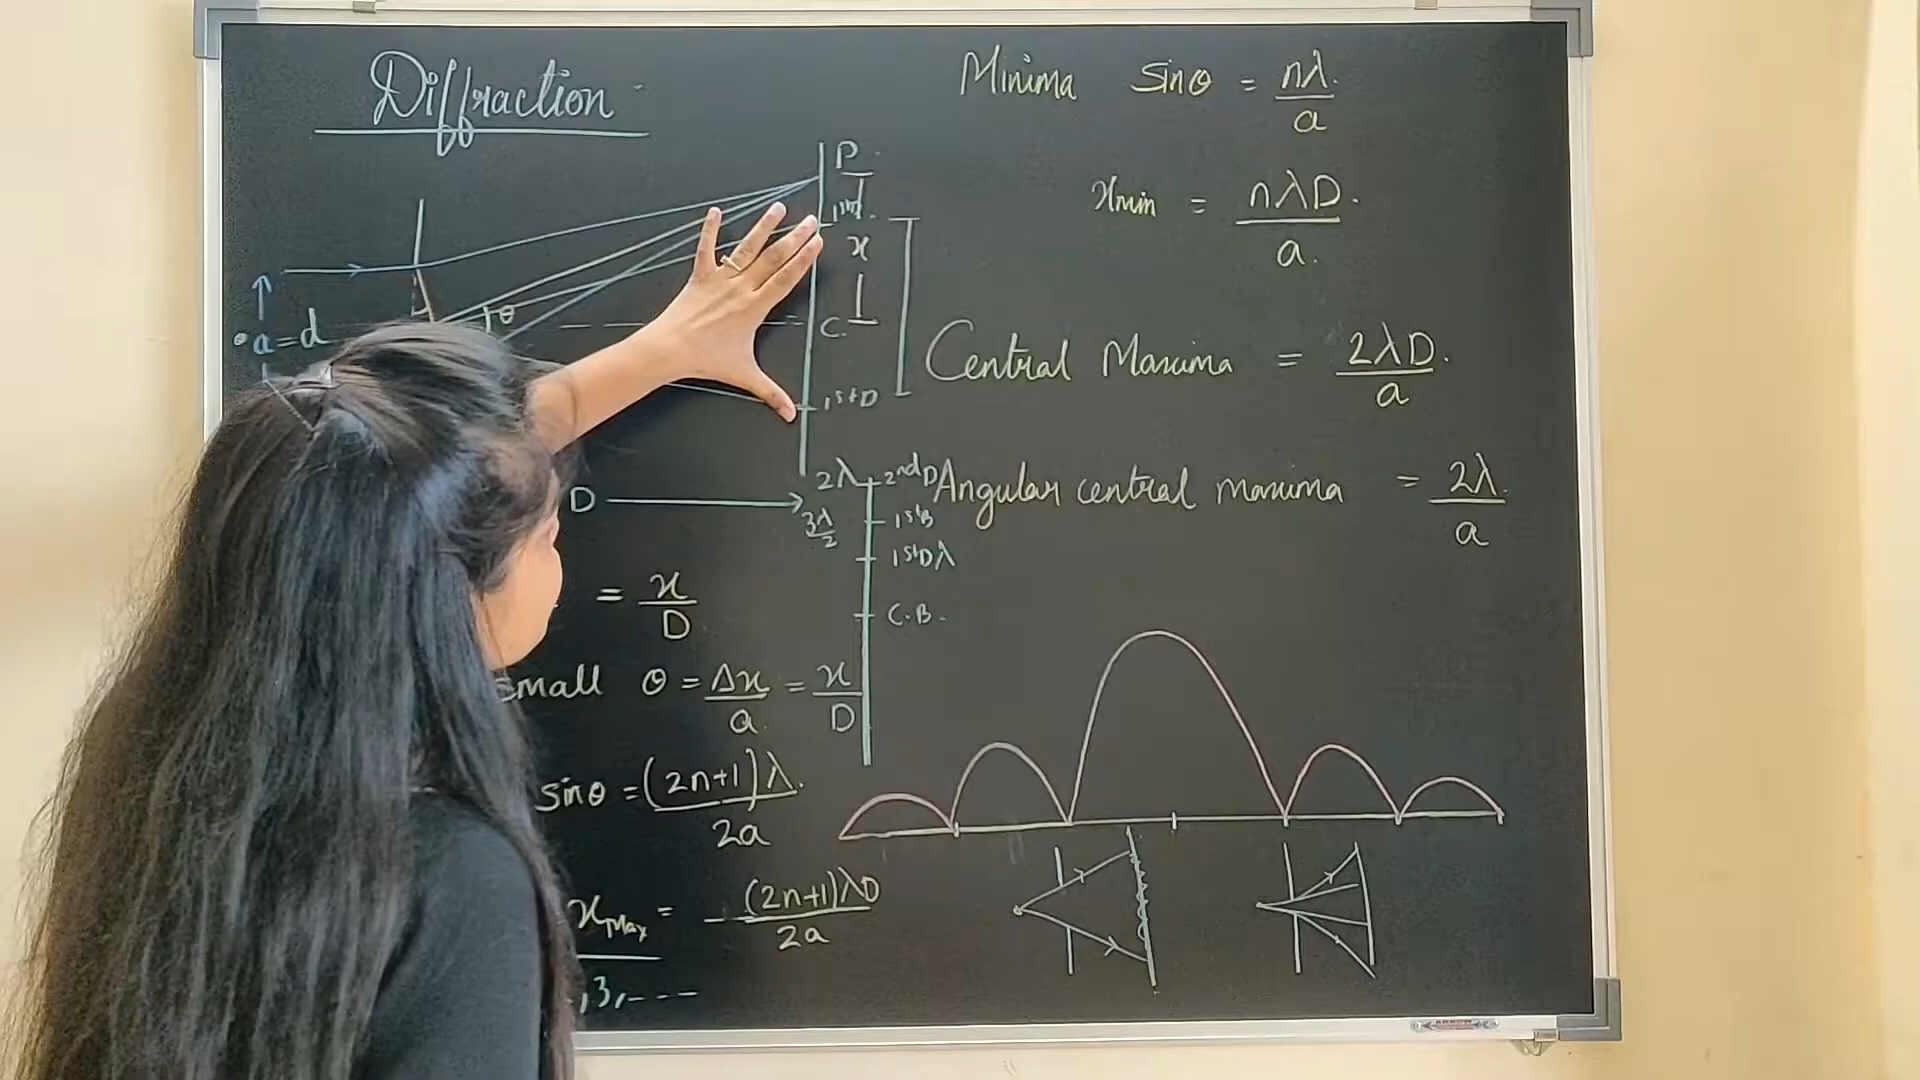 Diffraction
Minima sinθ = nλ/a
x min = nλD/a
Central Maxima = 2λD/a
Angular central maxima = 2λ/a
P
1st D
x
C
1st D
a = d
θ
D
2λ 2nd D
3λ/2 1st B
1st D λ
C.B.
= x/D
small θ = Δx/a = x/D
sinθ = (2n+1)λ/2a
x Max = (2n+1)λD/2a
,3,---